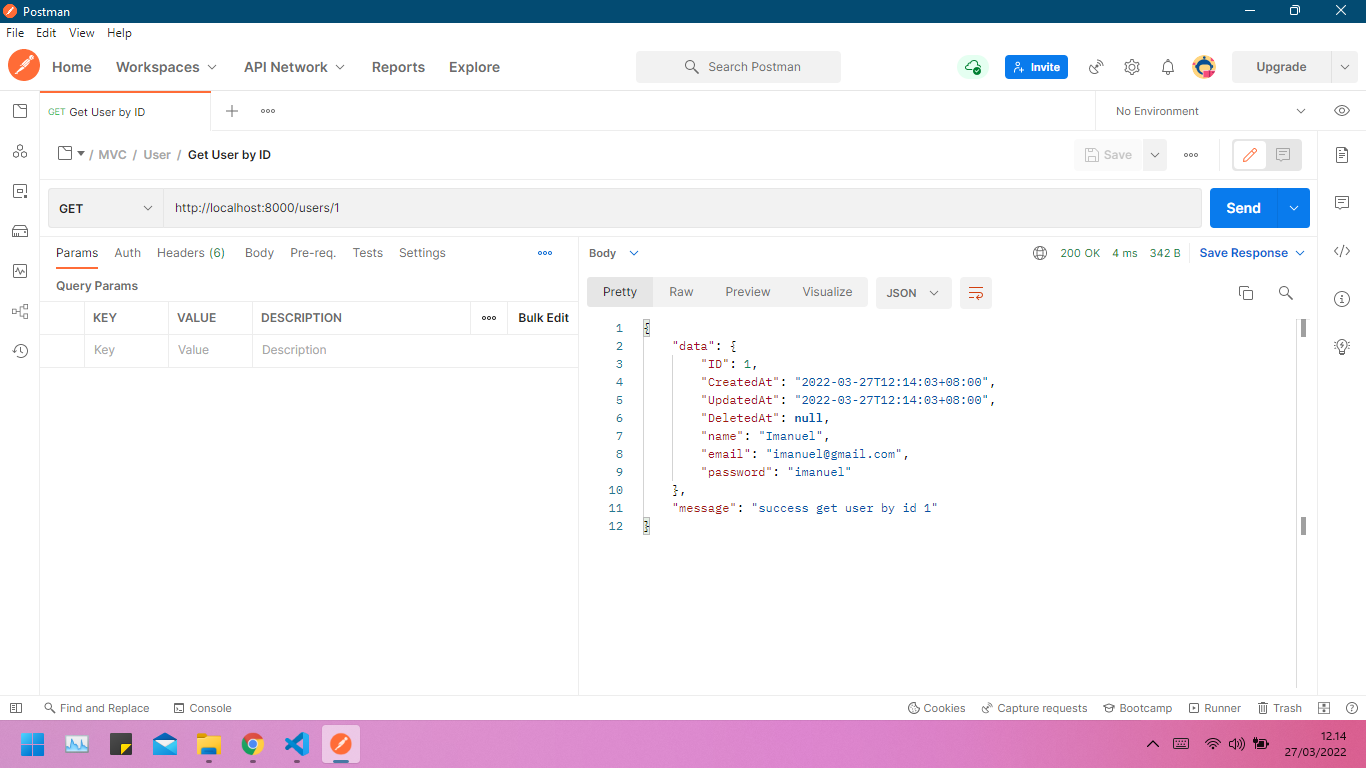 Postman
File Edit View Help
Home Workspaces API Network Reports Explore Search Postman Invite Upgrade
GET Get User by ID No Environment
/ MVC / User / Get User by ID Save
GET http://localhost:8000/users/1 Send
Params Auth Headers (6) Body Pre-req. Tests Settings
Query Params
KEY VALUE DESCRIPTION Bulk Edit
Key Value Description
Body 200 OK 4 ms 342 B Save Response
Pretty Raw Preview Visualize JSON
1 {
2 "data": {
3 "ID": 1,
4 "CreatedAt": "2022-03-27T12:14:03+08:00",
5 "UpdatedAt": "2022-03-27T12:14:03+08:00",
6 "DeletedAt": null,
7 "name": "Imanuel",
8 "email": "imanuel@gmail.com",
9 "password": "imanuel"
10 },
11 "message": "success get user by id 1"
12 }
Find and Replace Console Cookies Capture requests Bootcamp Runner Trash
12.14
27/03/2022